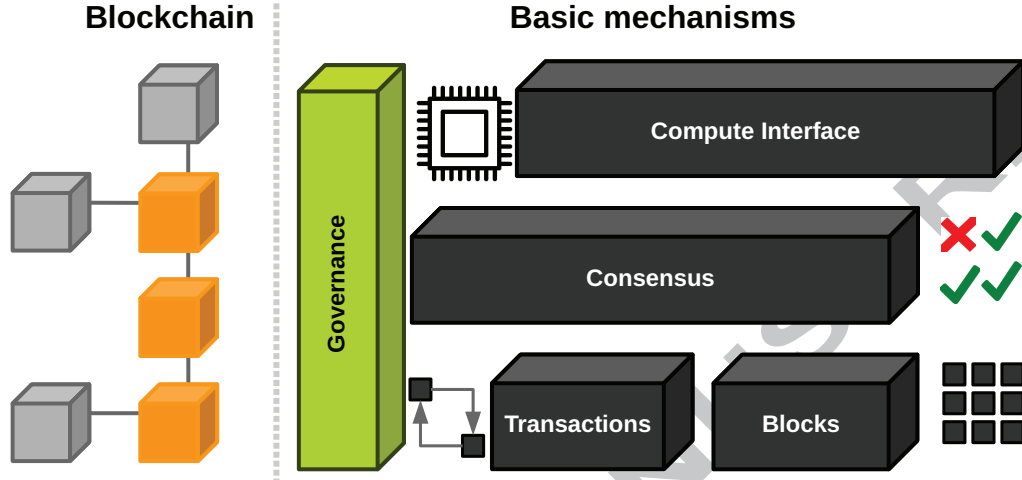 Blockchain
Basic mechanisms
Compute Interface
Governance
Consensus
Transactions
Blocks